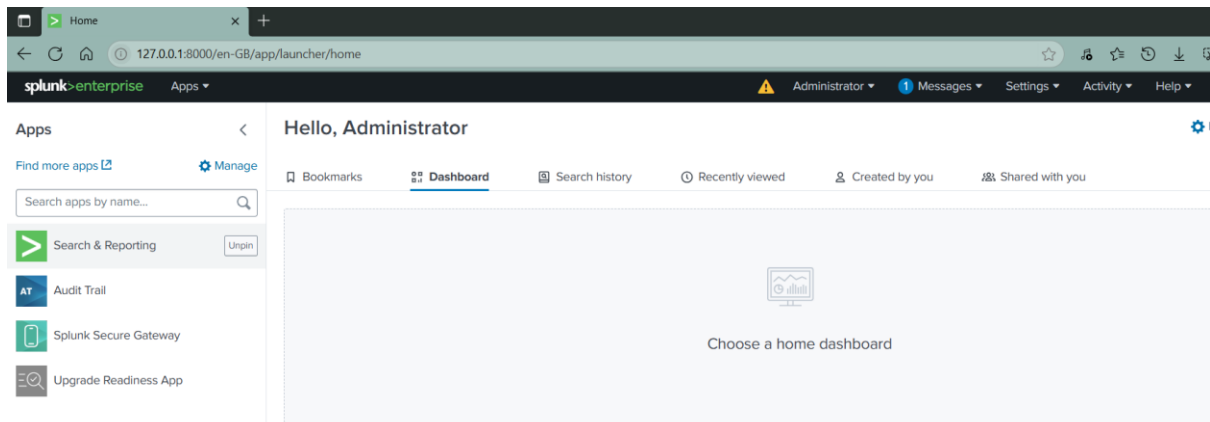 Home
127.0.0.1:8000/en-GB/app/launcher/home
splunk>enterprise Apps Administrator 1 Messages Settings Activity Help
Apps
Hello, Administrator
Find more apps Manage
Bookmarks Dashboard Search history Recently viewed Created by you Shared with you
Search apps by name...
Search & Reporting Unpin
AT Audit Trail
Splunk Secure Gateway
Upgrade Readiness App
Choose a home dashboard